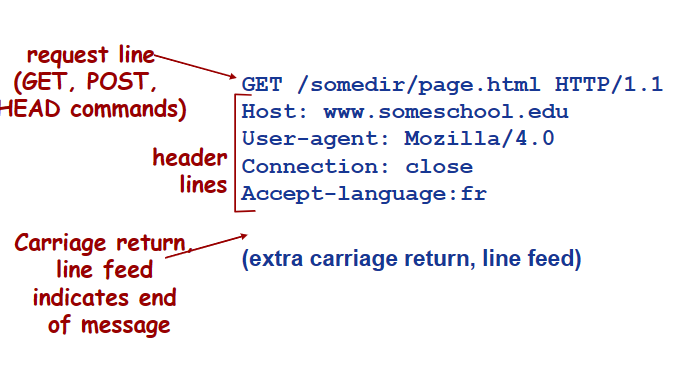 request line
(GET, POST,
HEAD commands)
GET /somedir/page.html HTTP/1.1
Host: www.someschool.edu
User-agent: Mozilla/4.0
Connection: close
Accept-language:fr
header
lines
Carriage return,
line feed
indicates end
of message
(extra carriage return, line feed)